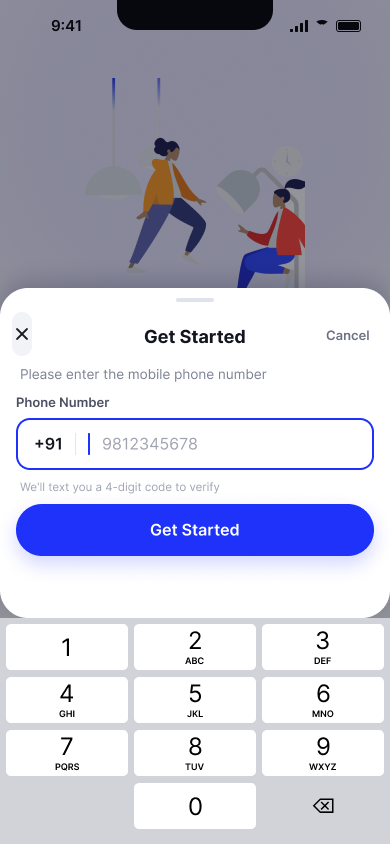 9:41
Get Started
Cancel
Please enter the mobile phone number
Phone Number
+91 9812345678
We'll text you a 4-digit code to verify
Get Started
1
2
ABC
3
DEF
4
GHI
5
JKL
6
MNO
7
PQRS
8
TUV
9
WXYZ
0